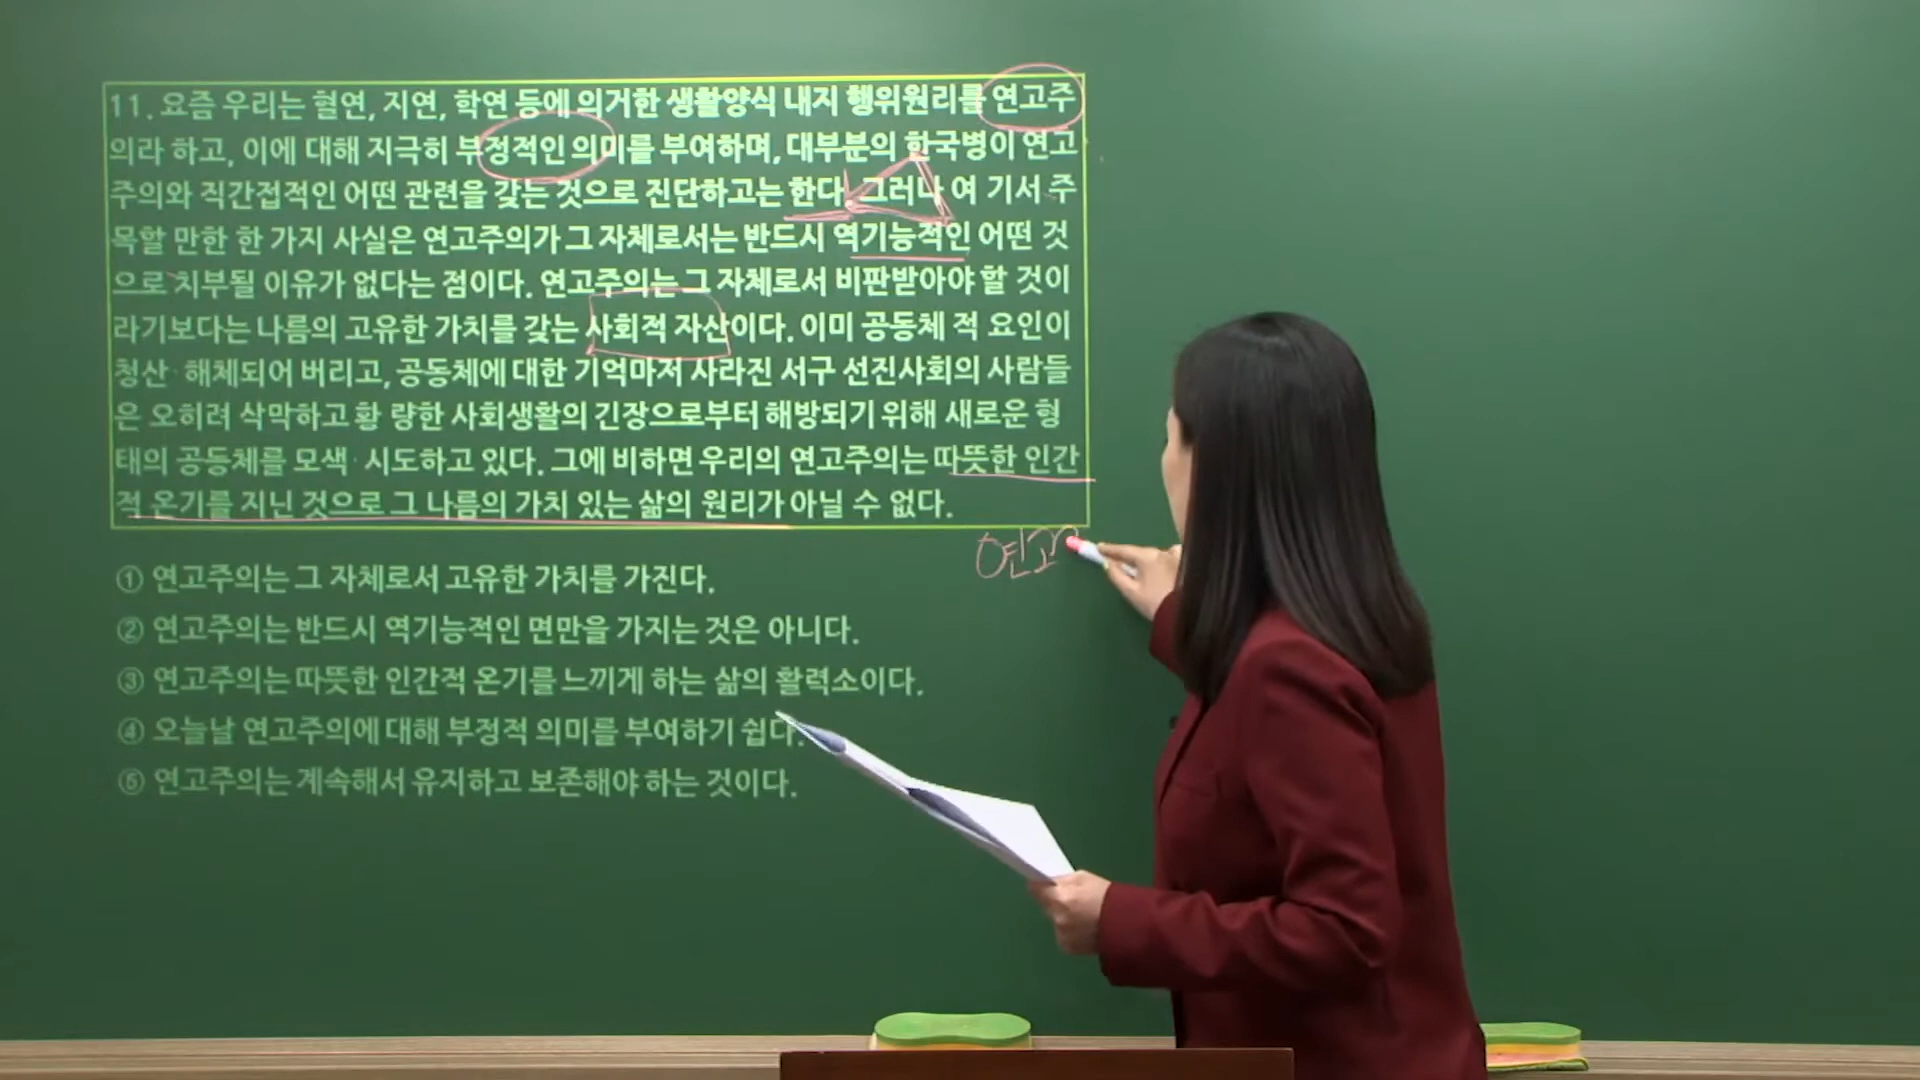 11. 요즘 우리는 혈연, 지연, 학연 등에 의거한 생활양식 내지 행위원리를 연고주
의라 하고, 이에 대해 지극히 부정적인 의미를 부여하며, 대부분의 한국병이 연고
주의와 직간접적인 어떤 관련을 갖는 것으로 진단하고는 한다. 그러나 여 기서 주
목할 만한 한 가지 사실은 연고주의가 그 자체로서는 반드시 역기능적인 어떤 것
으로 치부될 이유가 없다는 점이다. 연고주의는 그 자체로서 비판받아야 할 것이
라기보다는 나름의 고유한 가치를 갖는 사회적 자산이다. 이미 공동체 적 요인이
청산· 해체되어 버리고, 공동체에 대한 기억마저 사라진 서구 선진사회의 사람들
은 오히려 삭막하고 황 량한 사회생활의 긴장으로부터 해방되기 위해 새로운 형
태의 공동체를 모색· 시도하고 있다. 그에 비하면 우리의 연고주의는 따뜻한 인간
적 온기를 지닌 것으로 그 나름의 가치 있는 삶의 원리가 아닐 수 없다.
연고
① 연고주의는 그 자체로서 고유한 가치를 가진다.
② 연고주의는 반드시 역기능적인 면만을 가지는 것은 아니다.
③ 연고주의는 따뜻한 인간적 온기를 느끼게 하는 삶의 활력소이다.
④ 오늘날 연고주의에 대해 부정적 의미를 부여하기 쉽다.
⑤ 연고주의는 계속해서 유지하고 보존해야 하는 것이다.